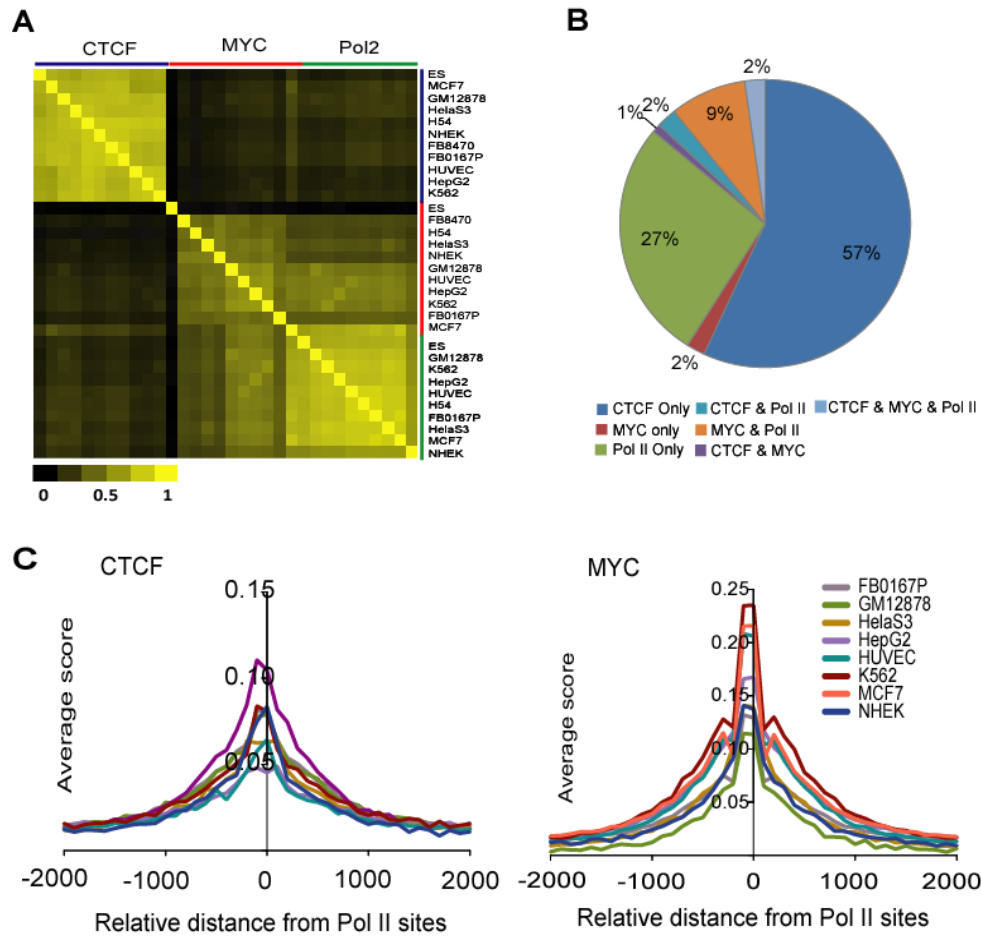 A
CTCF
MYC
Pol2
ES
MCF7
GM12878
HelaS3
H54
NHEK
FB8470
FB0167P
HUVEC
HepG2
K562
ES
FB8470
H54
HelaS3
NHEK
GM12878
HUVEC
HepG2
K562
FB0167P
MCF7
ES
GM12878
K562
HepG2
HUVEC
H54
FB0167P
HelaS3
MCF7
NHEK
0 0.5 1
B
2%
9%
2%
1%
27%
57%
2%
CTCF Only
CTCF & Pol II
CTCF & MYC & Pol II
MYC only
MYC & Pol II
Pol II Only
CTCF & MYC
C
CTCF
Average score
0.15
0.10
0.05
-2000 -1000 0 1000 2000
Relative distance from Pol II sites
MYC
Average score
0.25
0.20
0.15
0.10
0.05
-2000 -1000 0 1000 2000
Relative distance from Pol II sites
FB0167P
GM12878
HelaS3
HepG2
HUVEC
K562
MCF7
NHEK